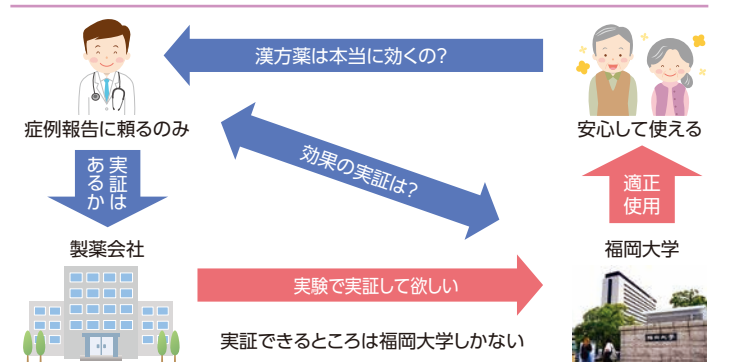 漢方薬は本当に効くの?
症例報告に頼るのみ
安心して使える
効果の実証は?
実証は
あるか
適正
使用
製薬会社
福岡大学
実験で実証して欲しい
実証できるところは福岡大学しかない
福岡大学